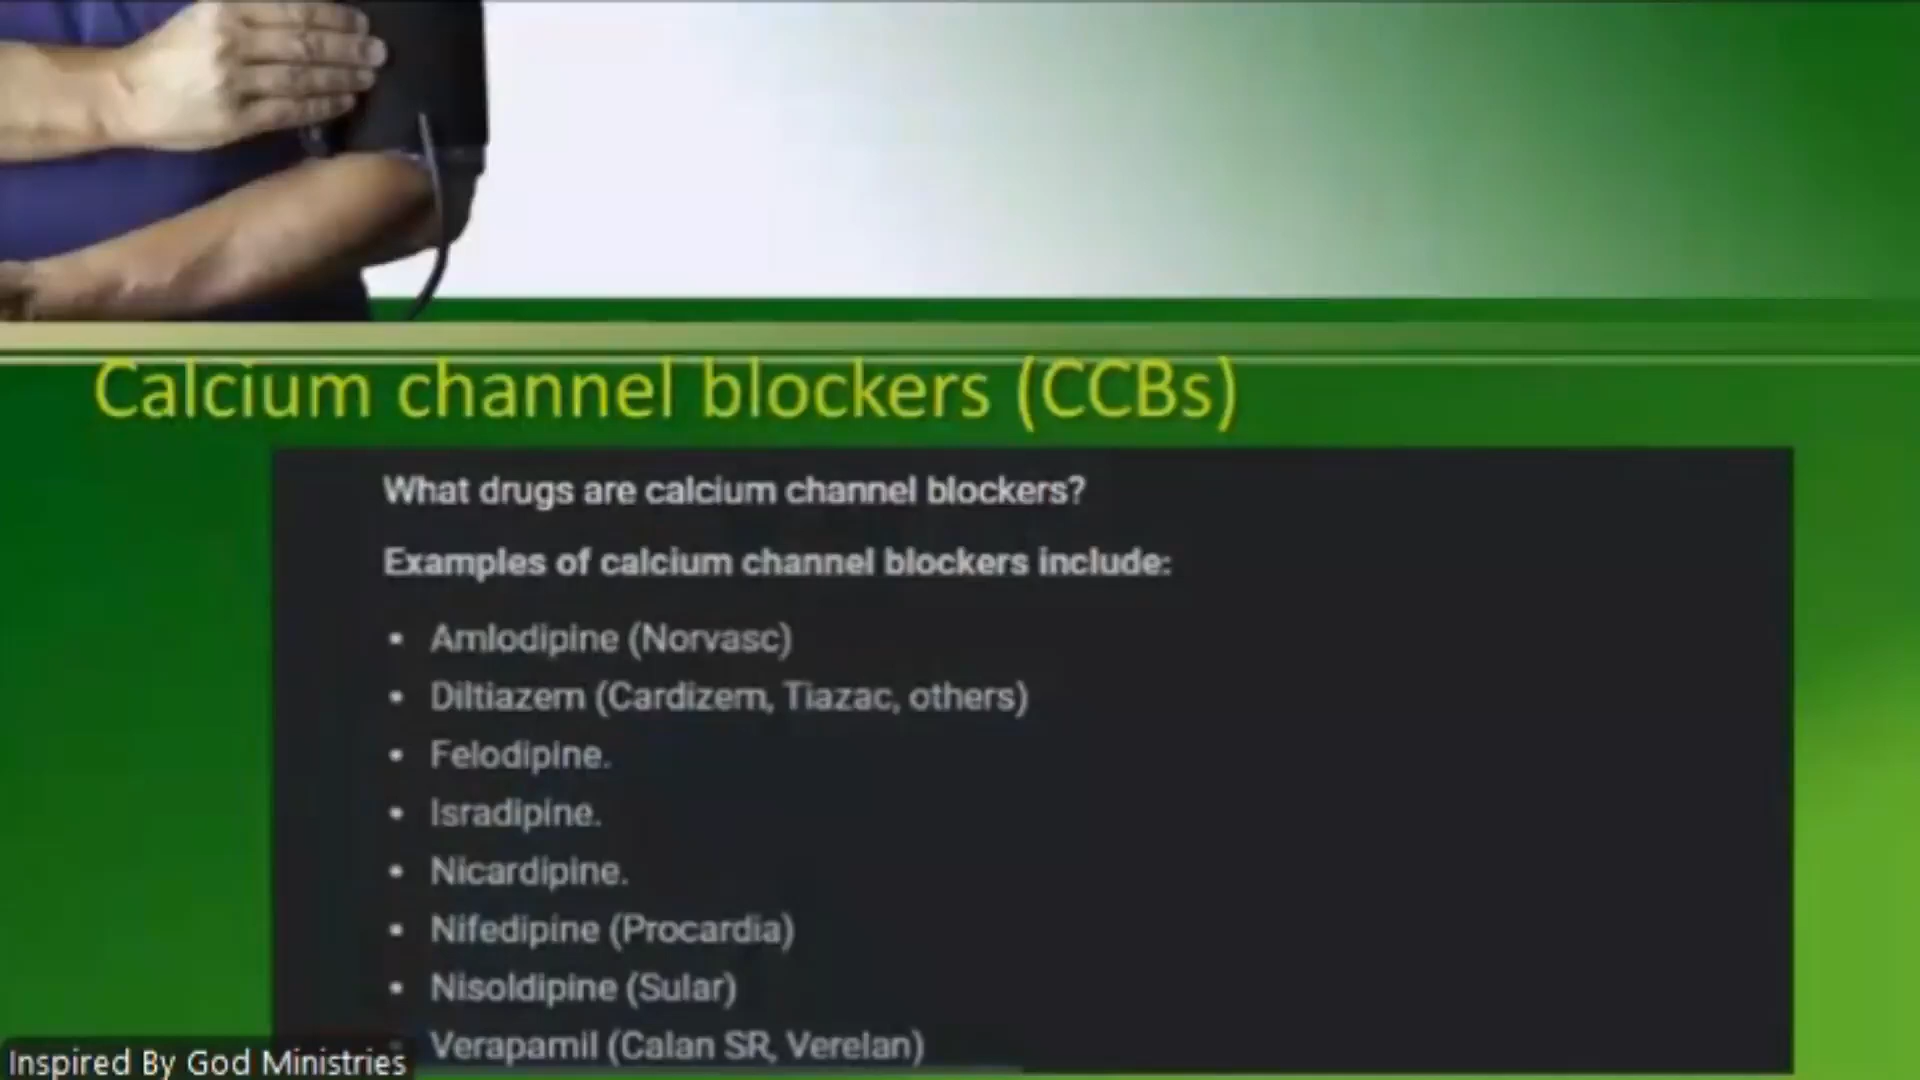 Calcium channel blockers (CCBs)
What drugs are calcium channel blockers?
Examples of calcium channel blockers include:
• Amlodipine (Norvasc)
• Diltiazem (Cardizem, Tiazac, others)
• Felodipine.
• Isradipine.
• Nicardipine.
• Nifedipine (Procardia)
• Nisoldipine (Sular)
• Verapamil (Calan SR, Verelan)
Inspired By God Ministries